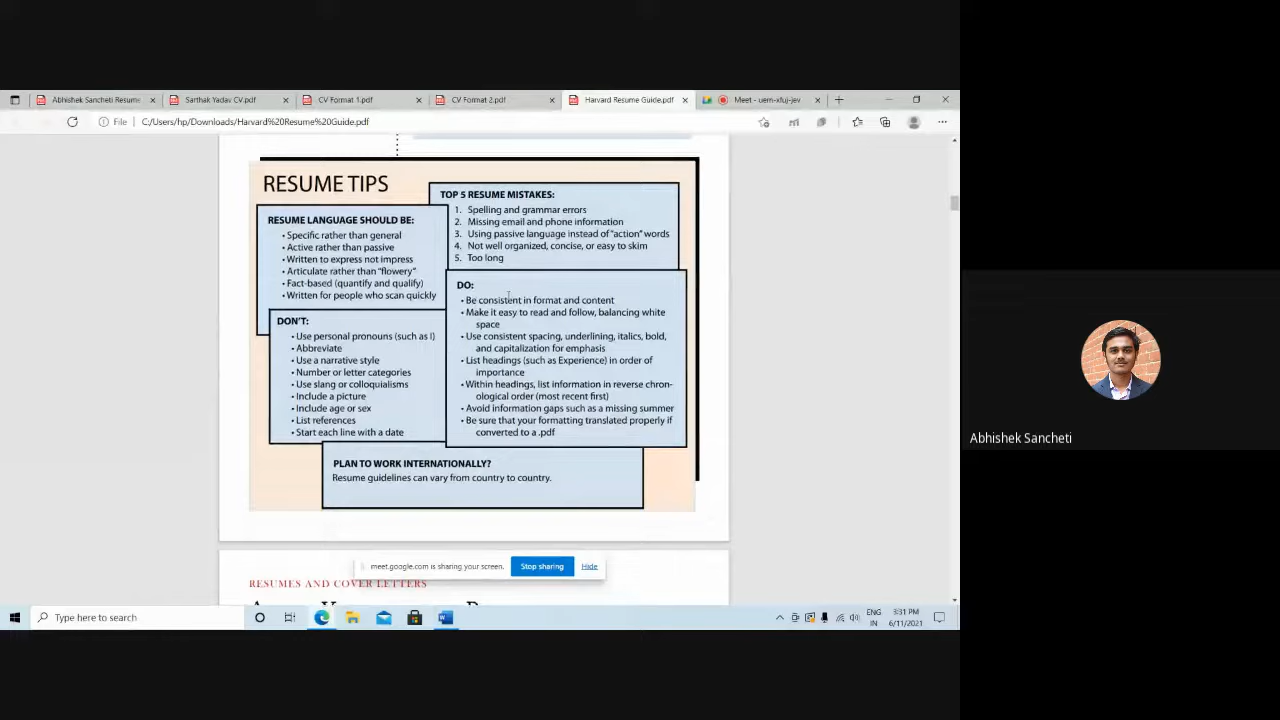 Abhishek Sancheti Resume
Sarthak Yadav CV.pdf
CV Format 1.pdf
CV Format 2.pdf
Harvard Resume Guide.pdf
Meet - uem-xfuj-jev
File
C:/Users/hp/Downloads/Harvard%20Resume%20Guide.pdf
RESUME TIPS
RESUME LANGUAGE SHOULD BE:
• Specific rather than general
• Active rather than passive
• Written to express not impress
• Articulate rather than “flowery”
• Fact-based (quantify and qualify)
• Written for people who scan quickly
TOP 5 RESUME MISTAKES:
1. Spelling and grammar errors
2. Missing email and phone information
3. Using passive language instead of “action” words
4. Not well organized, concise, or easy to skim
5. Too long
DON'T:
• Use personal pronouns (such as I)
• Abbreviate
• Use a narrative style
• Number or letter categories
• Use slang or colloquialisms
• Include a picture
• Include age or sex
• List references
• Start each line with a date
DO:
• Be consistent in format and content
• Make it easy to read and follow, balancing white
space
• Use consistent spacing, underlining, italics, bold,
and capitalization for emphasis
• List headings (such as Experience) in order of
importance
• Within headings, list information in reverse chron-
ological order (most recent first)
• Avoid information gaps such as a missing summer
• Be sure that your formatting translated properly if
converted to a .pdf
PLAN TO WORK INTERNATIONALLY?
Resume guidelines can vary from country to country.
meet.google.com is sharing your screen.
Stop sharing
Hide
RESUMES AND COVER LETTERS
Type here to search
ENG
IN
3:31 PM
6/11/2021
Abhishek Sancheti